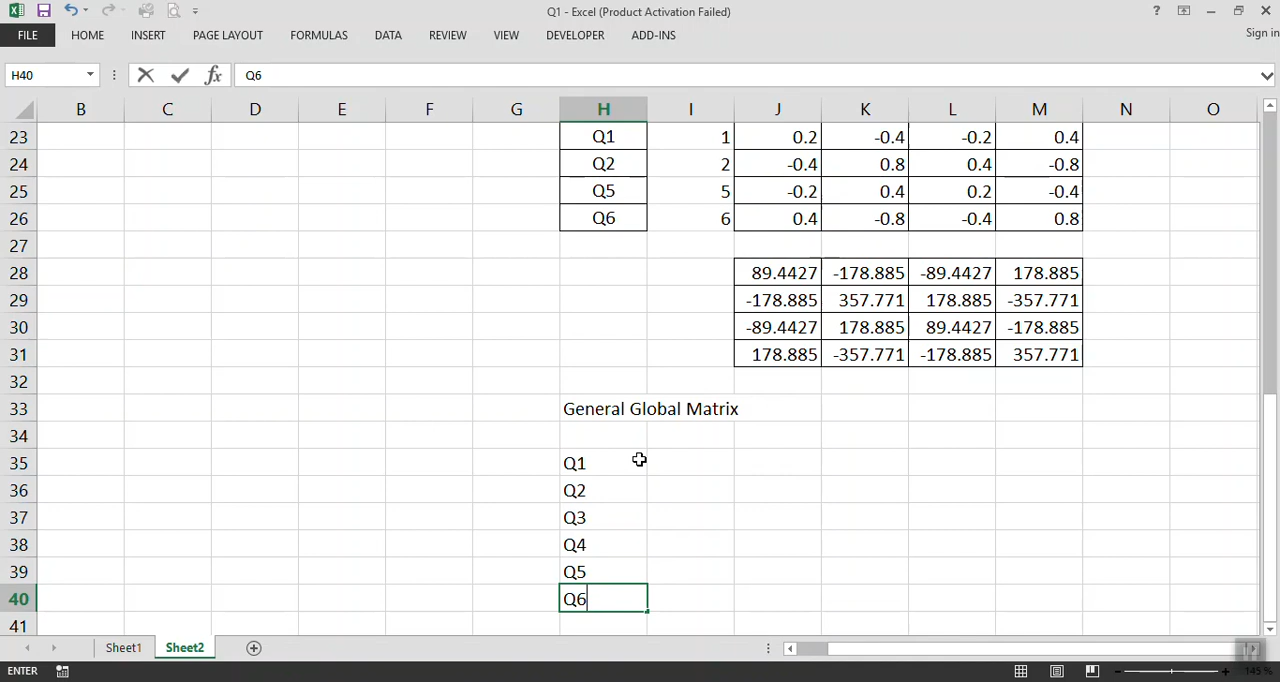 Q1 - Excel (Product Activation Failed)
FILE HOME INSERT PAGE LAYOUT FORMULAS DATA REVIEW VIEW DEVELOPER ADD-INS Sign in
H40 fx Q6
B C D E F G H I J K L M N O
23 Q1 1 0.2 -0.4 -0.2 0.4
24 Q2 2 -0.4 0.8 0.4 -0.8
25 Q5 5 -0.2 0.4 0.2 -0.4
26 Q6 6 0.4 -0.8 -0.4 0.8
27
28 89.4427 -178.885 -89.4427 178.885
29 -178.885 357.771 178.885 -357.771
30 -89.4427 178.885 89.4427 -178.885
31 178.885 -357.771 -178.885 357.771
32
33 General Global Matrix
34
35 Q1
36 Q2
37 Q3
38 Q4
39 Q5
40 Q6
41
Sheet1 Sheet2
ENTER 145 %